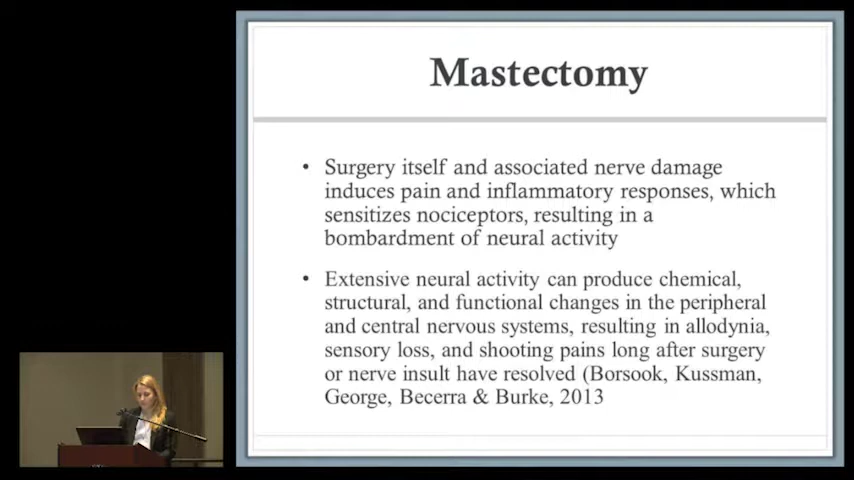 Mastectomy
• Surgery itself and associated nerve damage
induces pain and inflammatory responses, which
sensitizes nociceptors, resulting in a
bombardment of neural activity
• Extensive neural activity can produce chemical,
structural, and functional changes in the peripheral
and central nervous systems, resulting in allodynia,
sensory loss, and shooting pains long after surgery
or nerve insult have resolved (Borsook, Kussman,
George, Becerra & Burke, 2013